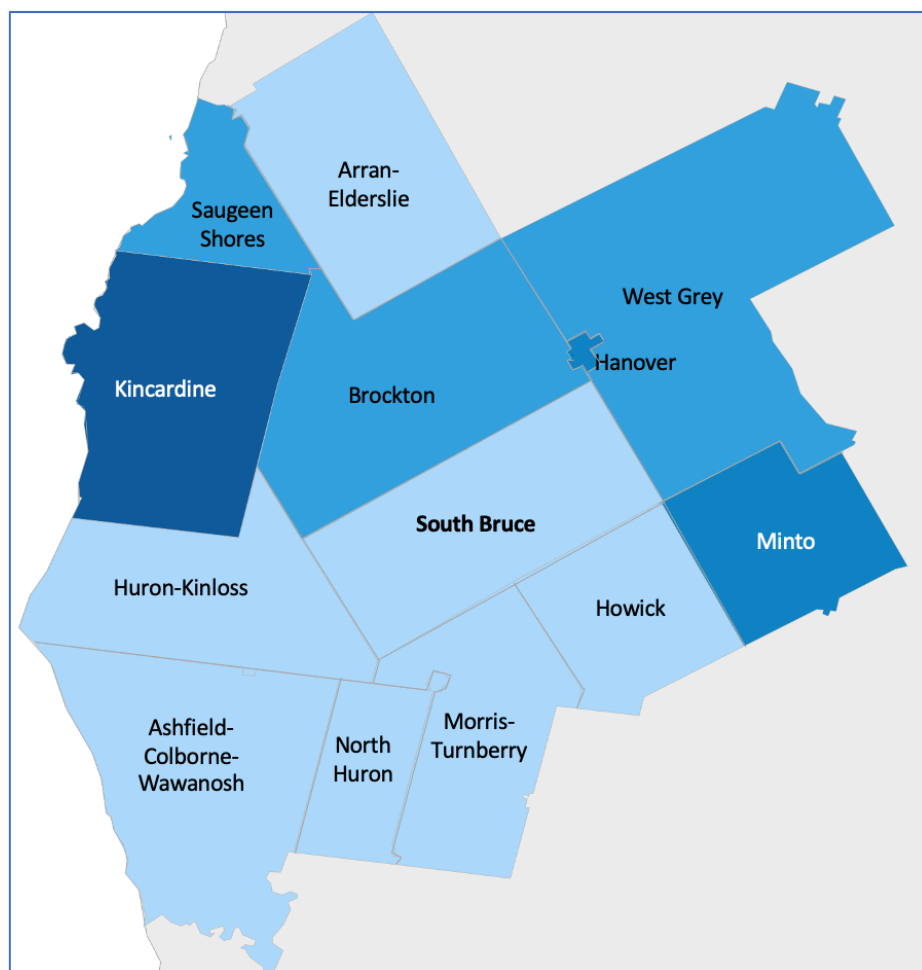 Arran-
Elderslie
Saugeen
Shores
West Grey
Hanover
Kincardine
Brockton
South Bruce
Minto
Huron-Kinloss
Howick
Ashfield-
Colborne-
Wawanosh
North
Huron
Morris-
Turnberry